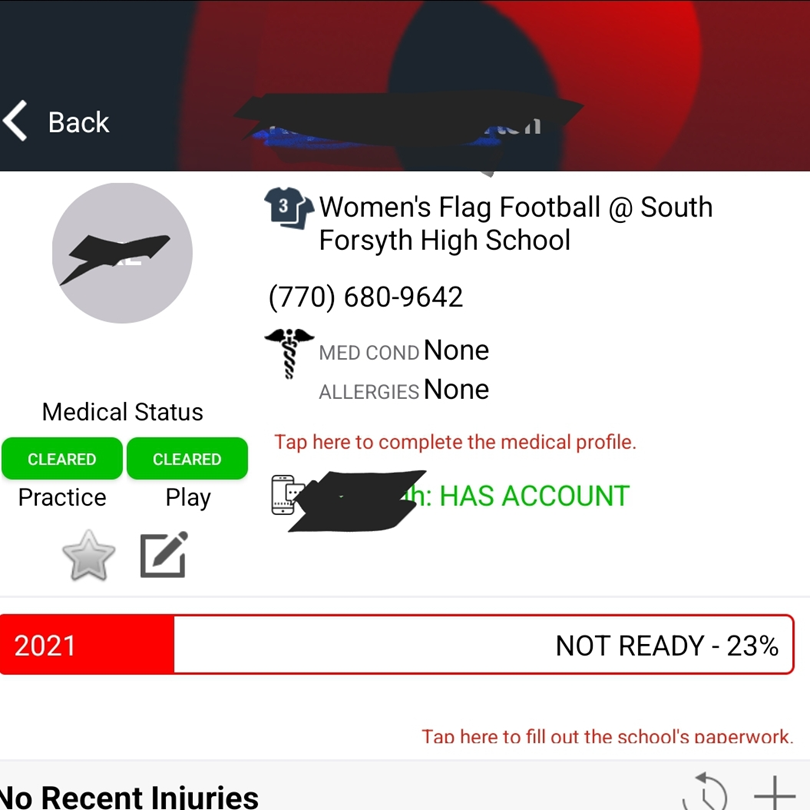 Back
3
Women's Flag Football @ South
Forsyth High School
(770) 680-9642
MED COND None
ALLERGIES None
Medical Status
CLEARED CLEARED
Practice Play
Tap here to complete the medical profile.
h: HAS ACCOUNT
2021 NOT READY - 23%
Tap here to fill out the school's paperwork.
No Recent Injuries